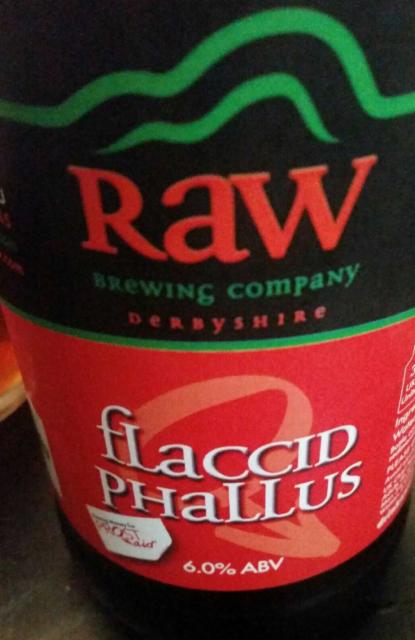 Raw
BREWING COMPANY
DERBYSHIRE
fLaCCID
PHaLLUS
6.0% ABV